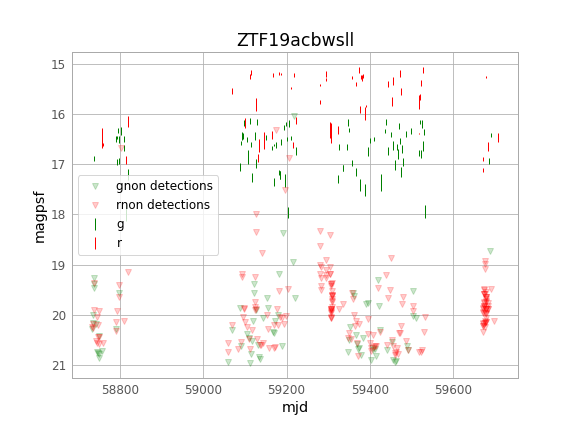 ZTF19acbwsll
15
16
17
18
19
20
21
magpsf
gnon detections
rnon detections
g
r
58800
59000
59200
59400
59600
mjd